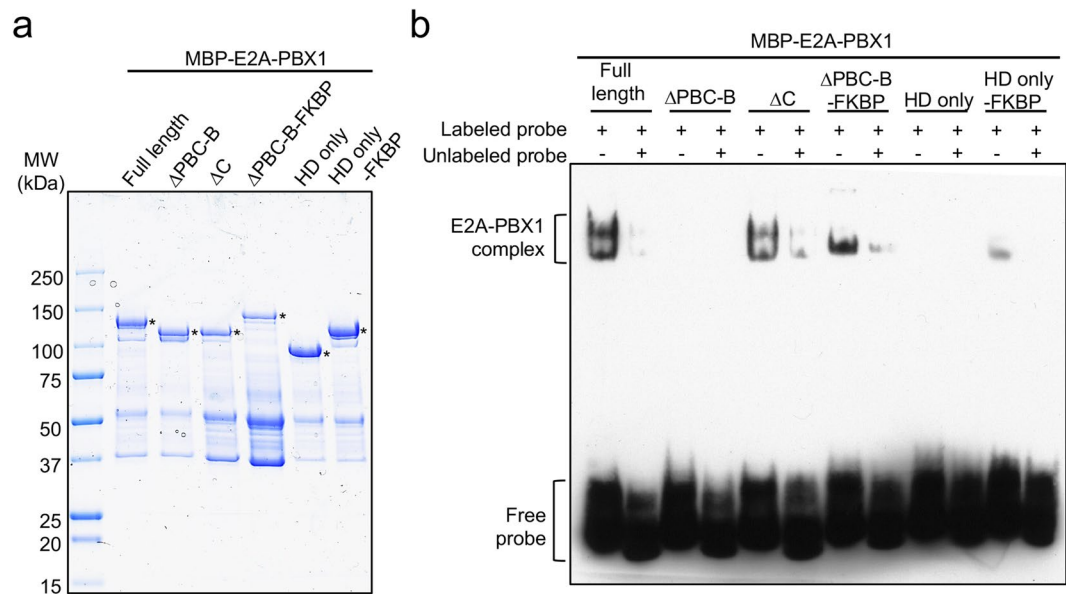 a
MBP-E2A-PBX1
MW
(kDa)
Full length
ΔPBC-B
ΔC
ΔPBC-B-FKBP
HD only
HD only
-FKBP
250
150
100
75
50
37
25
20
15
*
*
*
*
*
*
b
MBP-E2A-PBX1
Full
length
ΔPBC-B
ΔC
ΔPBC-B
-FKBP
HD only
HD only
-FKBP
Labeled probe + + + + + + + + + + + +
Unlabeled probe - + - + - + - + - + - +
E2A-PBX1
complex
Free
probe